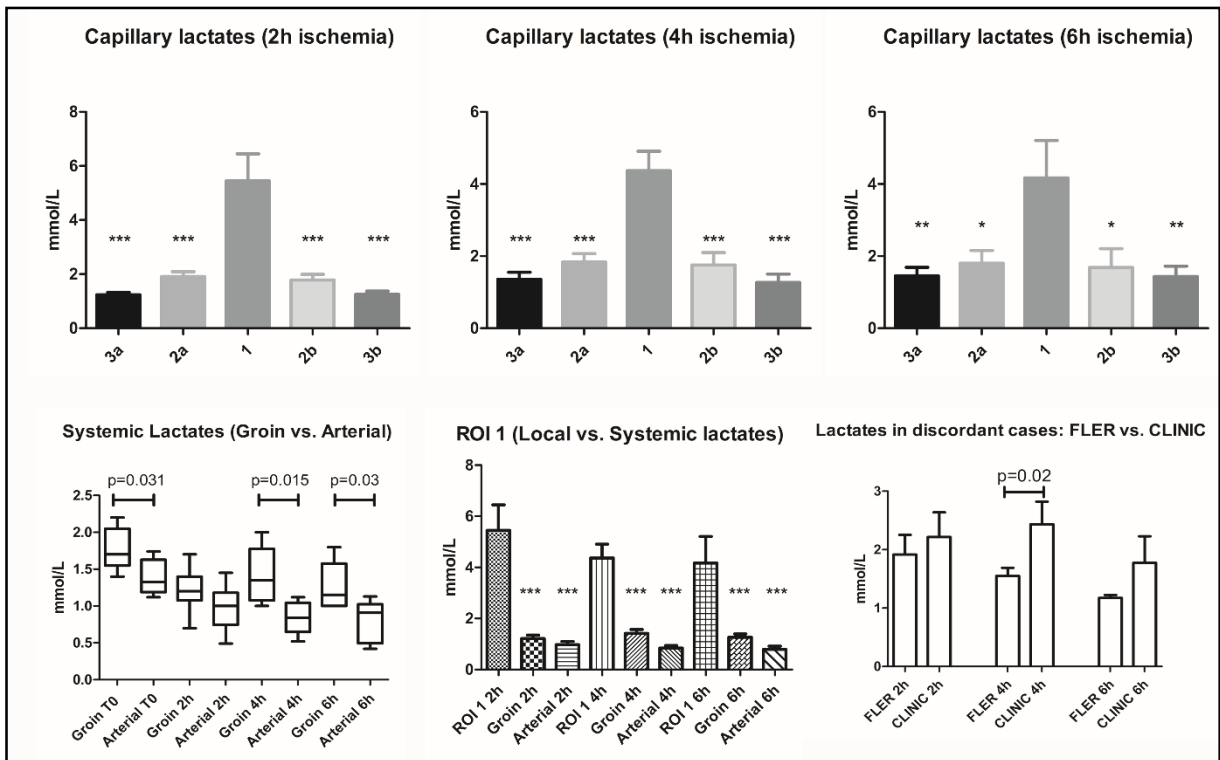 Capillary lactates (2h ischemia)
mmol/L
8
6
4
2
0
*** *** *** ***
3a 2a 1 2b 3b
Capillary lactates (4h ischemia)
mmol/L
6
4
2
0
*** *** *** ***
3a 2a 1 2b 3b
Capillary lactates (6h ischemia)
mmol/L
6
4
2
0
** * * **
3a 2a 1 2b 3b
Systemic Lactates (Groin vs. Arterial)
p=0.031 p=0.015 p=0.03
mmol/L
2.5
2.0
1.5
1.0
0.5
0.0
Groin T0 Arterial T0 Groin 2h Arterial 2h Groin 4h Arterial 4h Groin 6h Arterial 6h
ROI 1 (Local vs. Systemic lactates)
mmol/L
8
6
4
2
0
*** *** *** *** *** ***
ROI 1 2h Groin 2h Arterial 2h ROI 1 4h Groin 4h Arterial 4h ROI 1 6h Groin 6h Arterial 6h
Lactates in discordant cases: FLER vs. CLINIC
p=0.02
mmol/L
3
2
1
0
FLER 2h CLINIC 2h FLER 4h CLINIC 4h FLER 6h CLINIC 6h